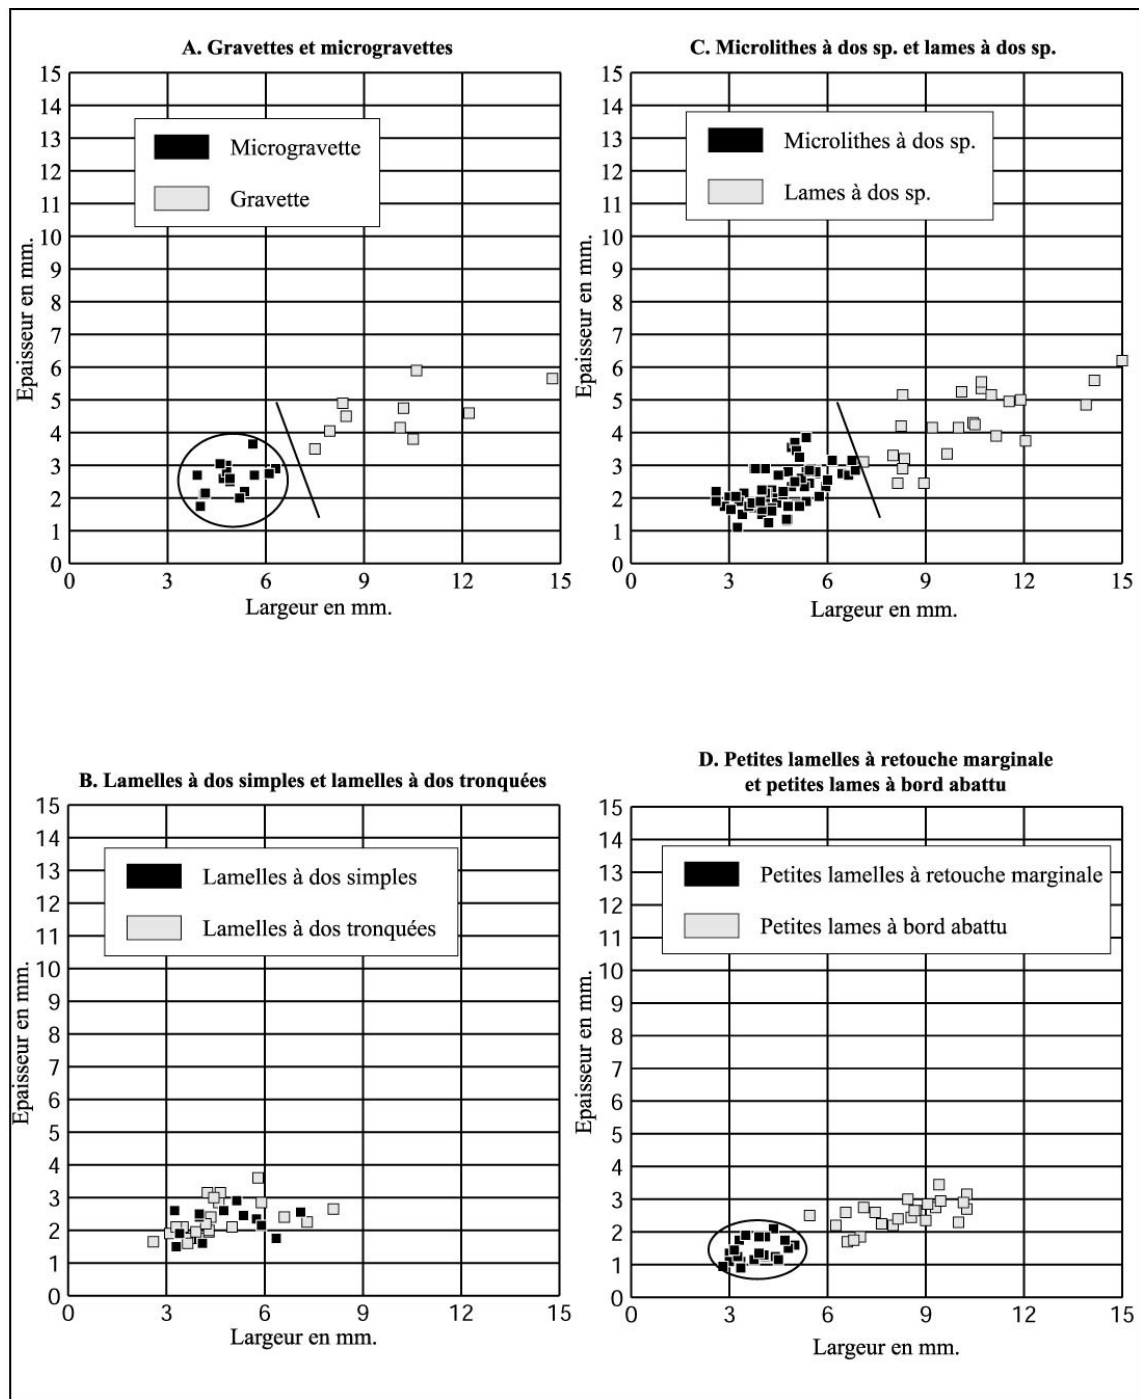 A. Gravettes et microgravettes
15
14
13
12
11
10
9
8
7
6
5
4
3
2
1
0
Epaisseur en mm.
Microgravette
Gravette
0 3 6 9 12 15
Largeur en mm.
C. Microlithes à dos sp. et lames à dos sp.
15
14
13
12
11
10
9
8
7
6
5
4
3
2
1
0
Epaisseur en mm.
Microlithes à dos sp.
Lames à dos sp.
0 3 6 9 12 15
Largeur en mm.
B. Lamelles à dos simples et lamelles à dos tronquées
15
14
13
12
11
10
9
8
7
6
5
4
3
2
1
0
Epaisseur en mm.
Lamelles à dos simples
Lamelles à dos tronquées
0 3 6 9 12 15
Largeur en mm.
D. Petites lamelles à retouche marginale
et petites lames à bord abattu
15
14
13
12
11
10
9
8
7
6
5
4
3
2
1
0
Epaisseur en mm.
Petites lamelles à retouche marginale
Petites lames à bord abattu
0 3 6 9 12 15
Largeur en mm.